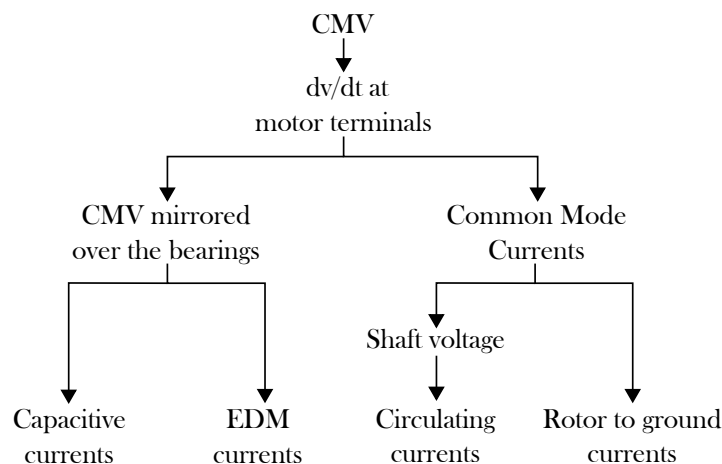 CMV
dv/dt at
motor terminals
CMV mirrored
over the bearings
Common Mode
Currents
Shaft voltage
Capacitive
currents
EDM
currents
Circulating
currents
Rotor to ground
currents